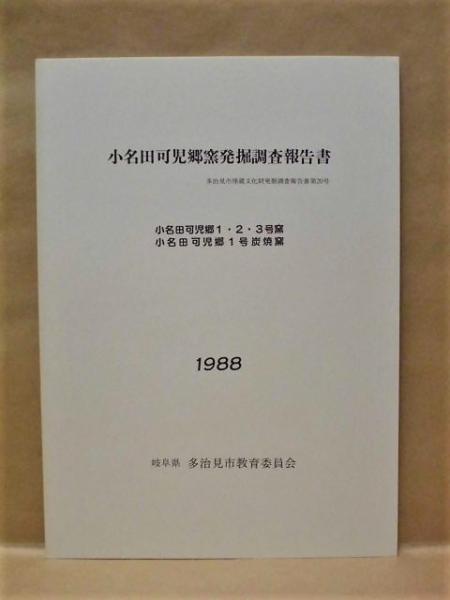 小名田可児郷窯発掘調査報告書
多治見市埋蔵文化財発掘調査報告書第20号
小名田可児郷1・2・3号窯
小名田可児郷1号炭焼窯
1988
岐阜県 多治見市教育委員会